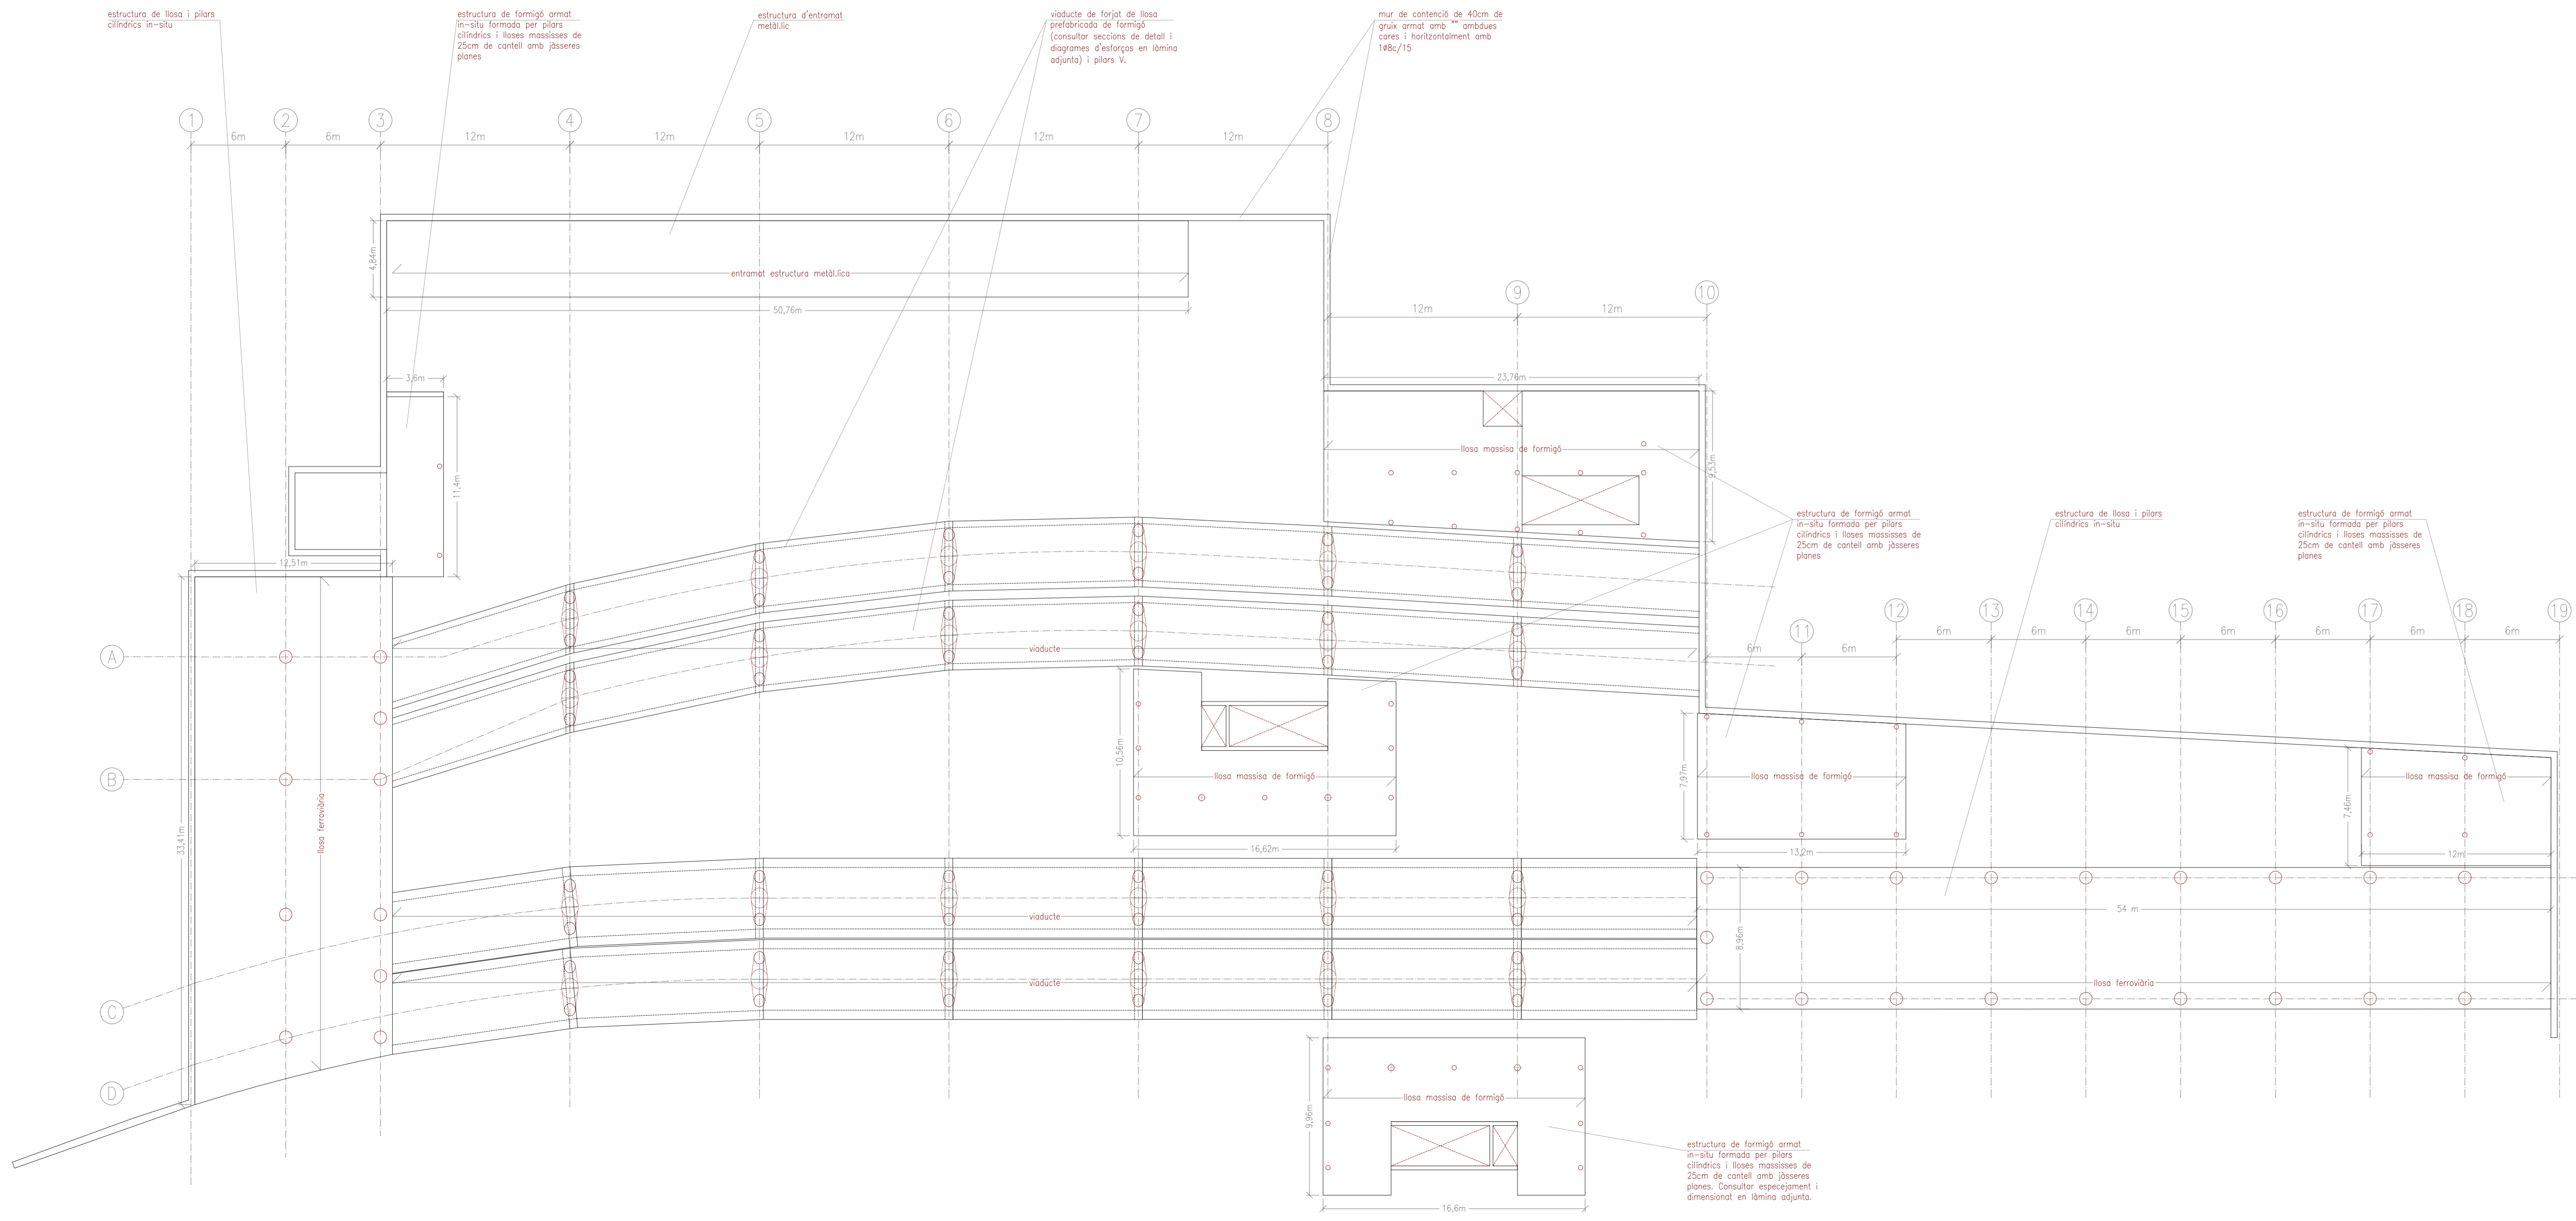 estructura de llosa i pilars
cilíndrics in-situ
estructura de formigó armat
in-situ formada per pilars
cilíndrics i lloses massisses de
25cm de cantell amb jàsseres
planes
estructura d'entramat
metàl.lic
viaducte de forjat de llosa
prefabricada de formigó
(consultar seccions de detall i
diagrames d'esforços en làmina
adjunta) i pilars V.
mur de contenció de 40cm de
gruix armat amb "" ambdues
cares i horitzontalment amb
1ø8c/15
1
2
3
4
5
6
7
8
6m
6m
12m
12m
12m
12m
12m
4,84m
entramat estructura metàl.lica
50,76m
9
10
12m
12m
3,6m
11,4m
23,76m
llosa massisa de formigó
9,53m
12,51m
estructura de formigó armat
in-situ formada per pilars
cilíndrics i lloses massisses de
25cm de cantell amb jàsseres
planes
estructura de llosa i pilars
cilíndrics in-situ
estructura de formigó armat
in-situ formada per pilars
cilíndrics i lloses massisses de
25cm de cantell amb jàsseres
planes
11
12
13
14
15
16
17
18
19
6m
6m
6m
6m
6m
6m
6m
6m
6m
A
B
C
D
viaducte
33,41m
llosa ferroviària
10,56m
llosa massisa de formigó
16,62m
7,97m
llosa massisa de formigó
13,2m
7,46m
llosa massisa de formigó
12m
viaducte
viaducte
8,96m
54 m
llosa ferroviària
9,96m
llosa massisa de formigó
16,6m
estructura de formigó armat
in-situ formada per pilars
cilíndrics i lloses massisses de
25cm de cantell amb jàsseres
planes. Consultar especejament i
dimensionat en làmina adjunta.